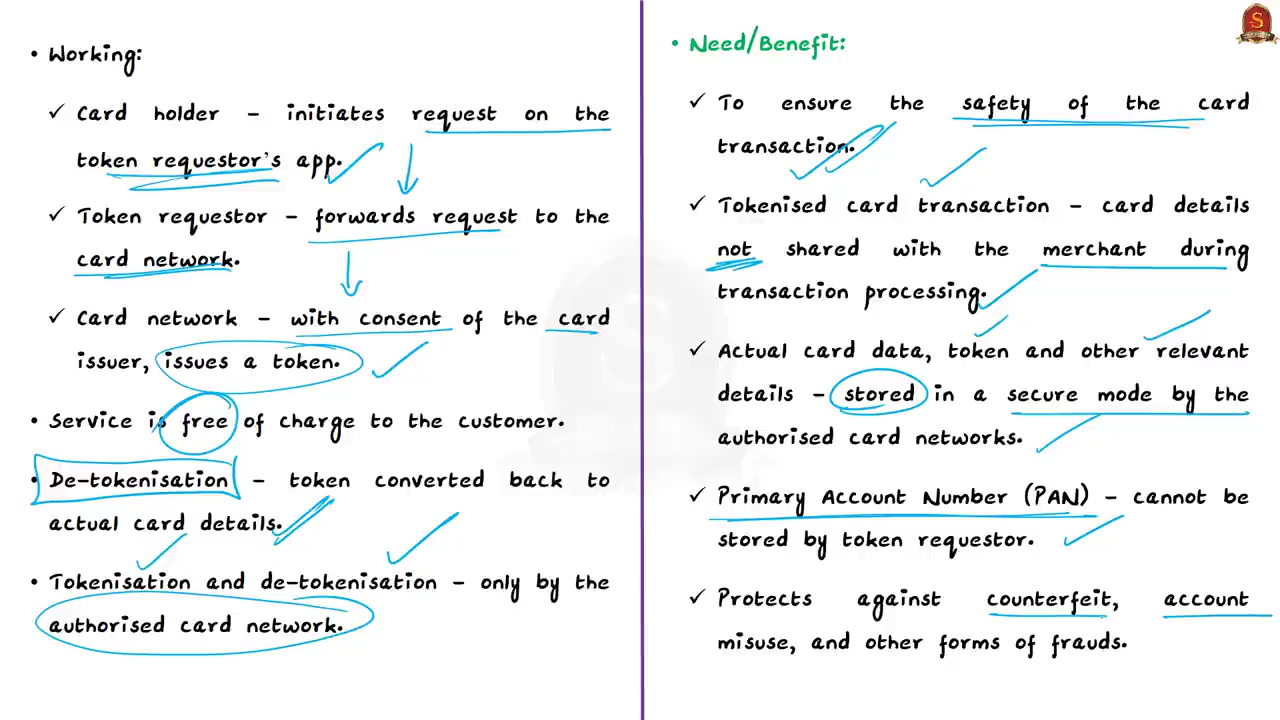 • Working:
✓ Card holder – initiates request on the
token requestor's app.
✓ Token requestor – forwards request to the
card network.
✓ Card network – with consent of the card
issuer, issues a token.
• Service is free of charge to the customer.
• De-tokenisation – token converted back to
actual card details.
• Tokenisation and de-tokenisation – only by the
authorised card network.
• Need/Benefit:
✓ To ensure the safety of the card
transaction.
✓ Tokenised card transaction – card details
not shared with the merchant during
transaction processing.
✓ Actual card data, token and other relevant
details – stored in a secure mode by the
authorised card networks.
✓ Primary Account Number (PAN) – cannot be
stored by token requestor.
✓ Protects against counterfeit, account
misuse, and other forms of frauds.
S